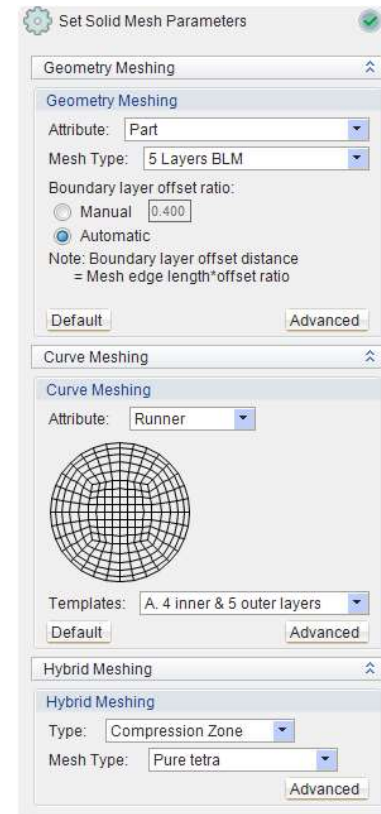 Set Solid Mesh Parameters
Geometry Meshing
Geometry Meshing
Attribute: Part
Mesh Type: 5 Layers BLM
Boundary layer offset ratio:
Manual 0.400
Automatic
Note: Boundary layer offset distance
= Mesh edge length*offset ratio
Default Advanced
Curve Meshing
Curve Meshing
Attribute: Runner
Templates: A. 4 inner & 5 outer layers
Default Advanced
Hybrid Meshing
Hybrid Meshing
Type: Compression Zone
Mesh Type: Pure tetra
Advanced